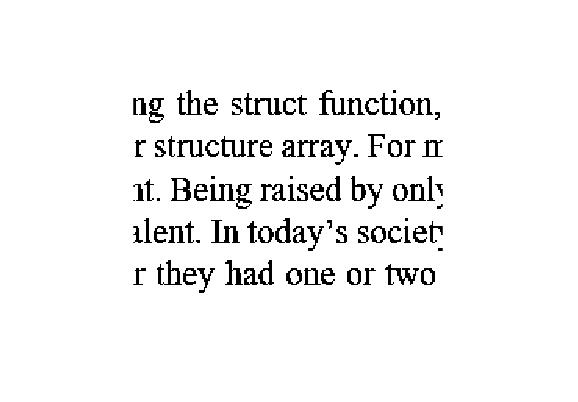 ng the struct function,
r structure array. For m
nt. Being raised by only
alent. In today's society
r they had one or two